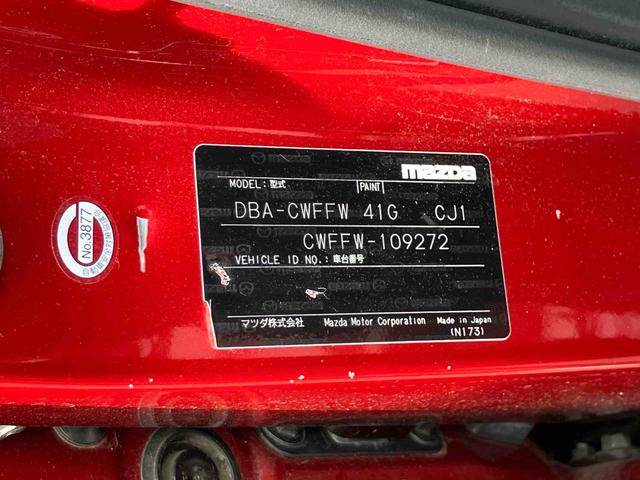 mazda
MODEL:型式 PAINT
DBA-CWFFW 41G CJ1
CWFFW-109272
VEHICLE ID NO.:車台番号
マツダ株式会社 Mazda Motor Corporation Made in Japan
(N173)
No.3877